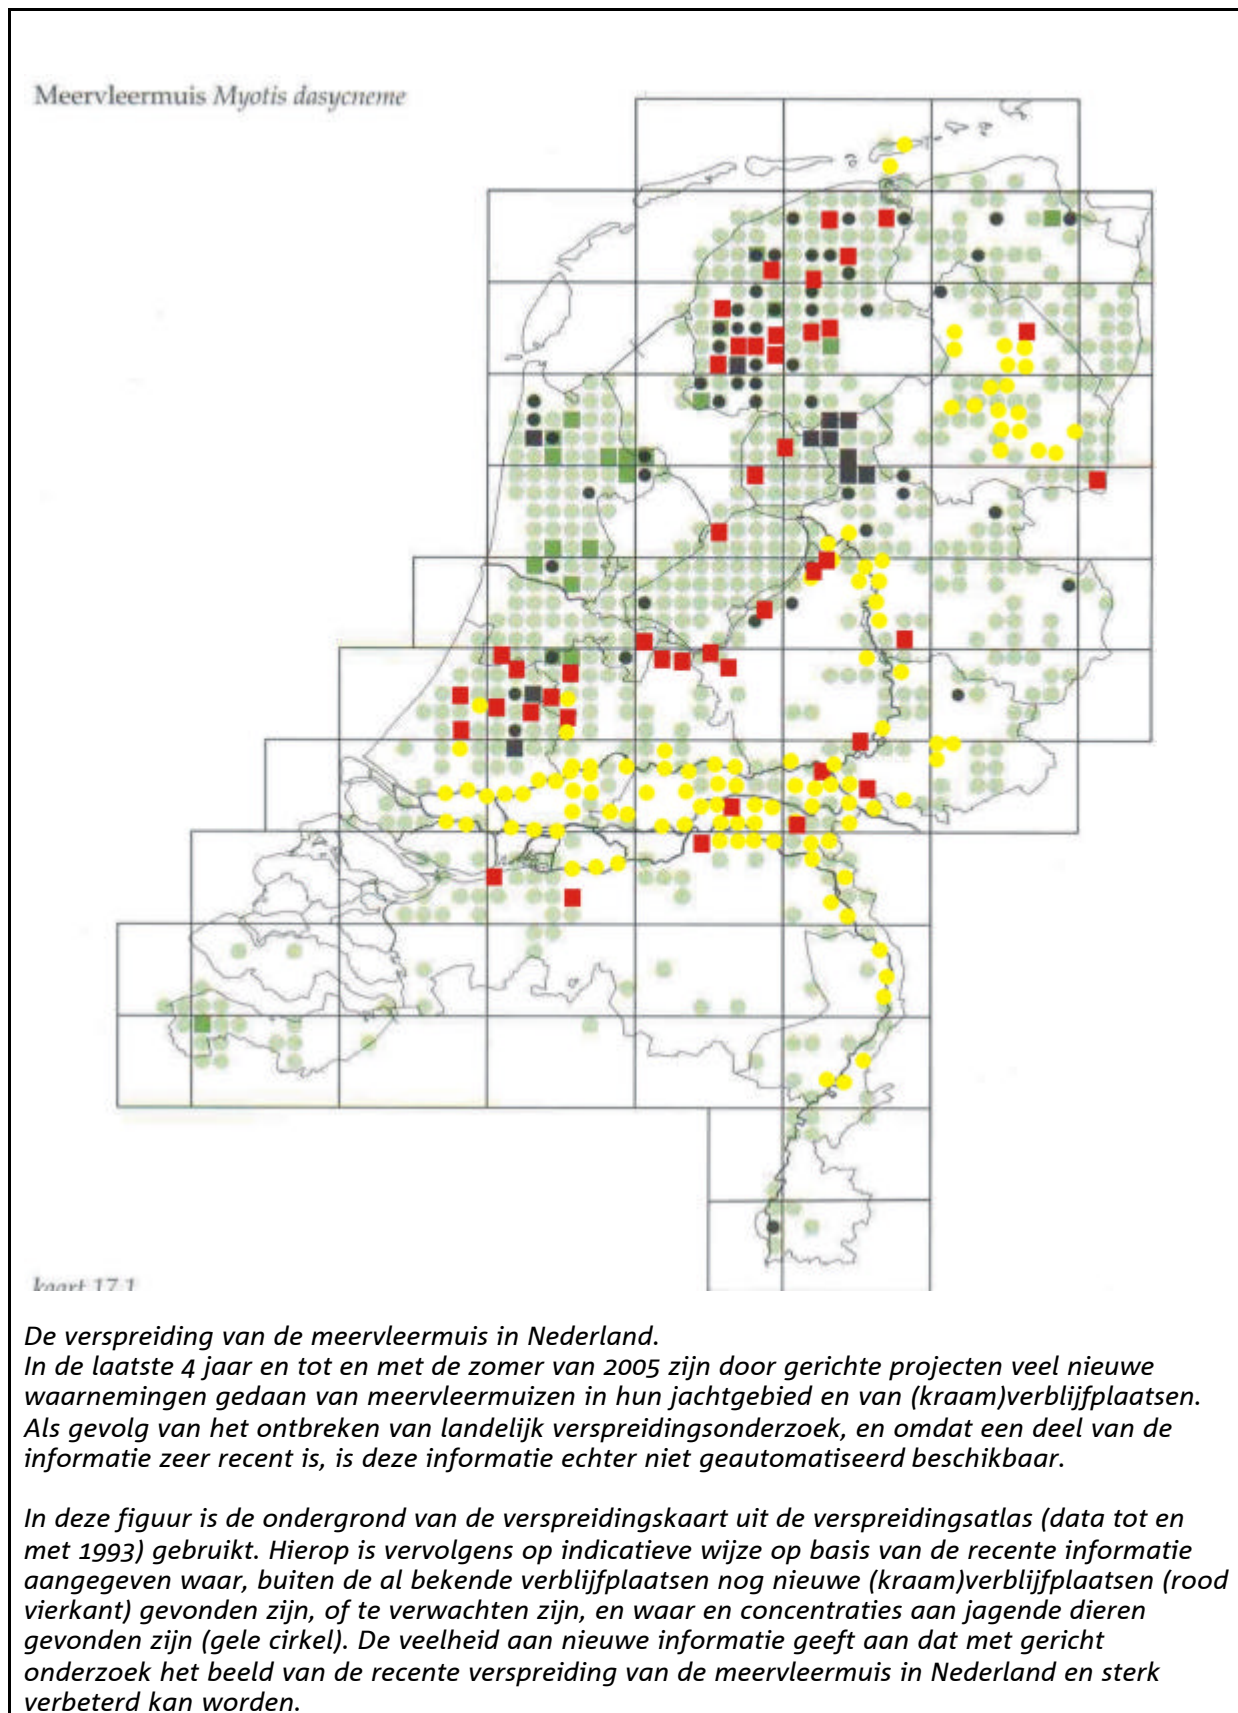 Meervleermuis Myotis dasycneme
kaart 17.1
De verspreiding van de meervleermuis in Nederland.
In de laatste 4 jaar en tot en met de zomer van 2005 zijn door gerichte projecten veel nieuwe
waarnemingen gedaan van meervleermuizen in hun jachtgebied en van (kraam)verblijfplaatsen.
Als gevolg van het ontbreken van landelijk verspreidingsonderzoek, en omdat een deel van de
informatie zeer recent is, is deze informatie echter niet geautomatiseerd beschikbaar.
In deze figuur is de ondergrond van de verspreidingskaart uit de verspreidingsatlas (data tot en
met 1993) gebruikt. Hierop is vervolgens op indicatieve wijze op basis van de recente informatie
aangegeven waar, buiten de al bekende verblijfplaatsen nog nieuwe (kraam)verblijfplaatsen (rood
vierkant) gevonden zijn, of te verwachten zijn, en waar en concentraties aan jagende dieren
gevonden zijn (gele cirkel). De veelheid aan nieuwe informatie geeft aan dat met gericht
onderzoek het beeld van de recente verspreiding van de meervleermuis in Nederland en sterk
verbeterd kan worden.